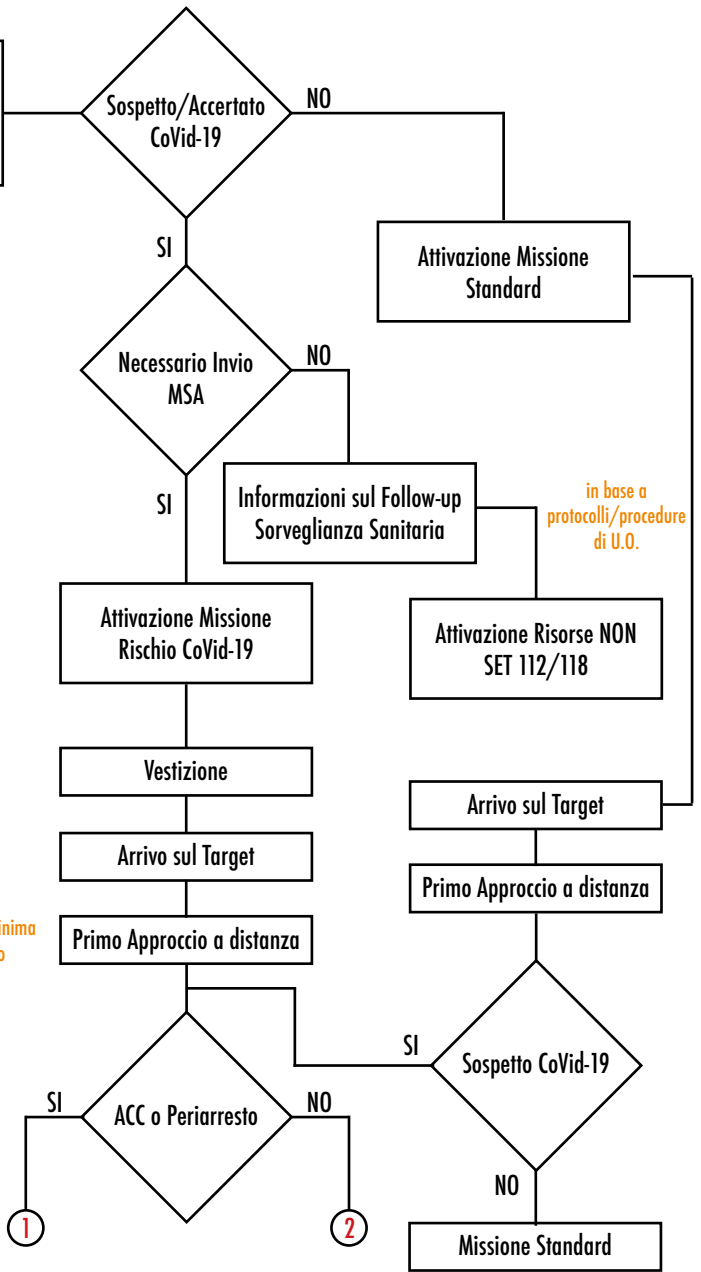 Sospetto/Accertato
CoVid-19
NO
SI
Attivazione Missione
Standard
Necessario Invio
MSA
NO
SI
Informazioni sul Follow-up
Sorveglianza Sanitaria
in base a
protocolli/procedure
di U.O.
Attivazione Missione
Rischio CoVid-19
Attivazione Risorse NON
SET 112/118
Vestizione
Arrivo sul Target
Arrivo sul Target
Primo Approccio a distanza
Primo Approccio a distanza
SI
Sospetto CoVid-19
SI
ACC o Periarresto
NO
NO
1
2
Missione Standard